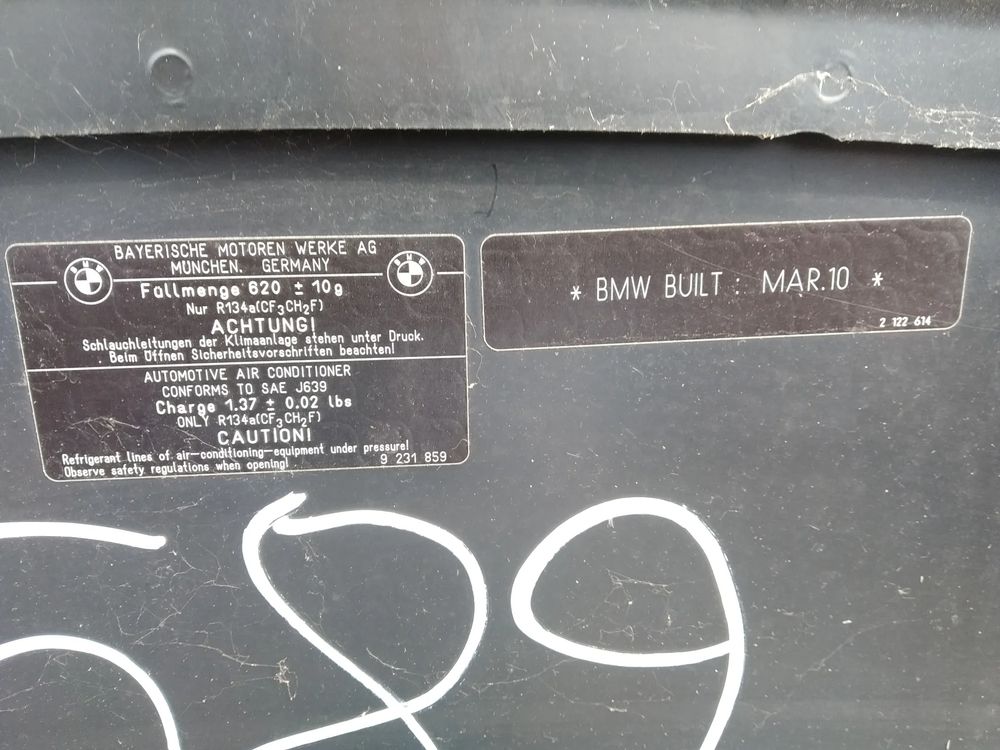 BAYERISCHE MOTOREN WERKE AG
MÜNCHEN. GERMANY
BMW
BMW
Füllmenge 620 ± 10g
Nur R134a(CF3CH2F)
ACHTUNG!
Schlauchleitungen der Klimaanlage stehen unter Druck.
Beim Öffnen Sicherheitsvorschriften beachten!
AUTOMOTIVE AIR CONDITIONER
CONFORMS TO SAE J639
Charge 1.37 ± 0.02 lbs
ONLY R134a(CF3CH2F)
CAUTION!
Refrigerant lines of air-conditioning-equipment under pressure!
Observe safety regulations when opening!
9 231 859
* BMW BUILT : MAR.10 *
2 122 614
589